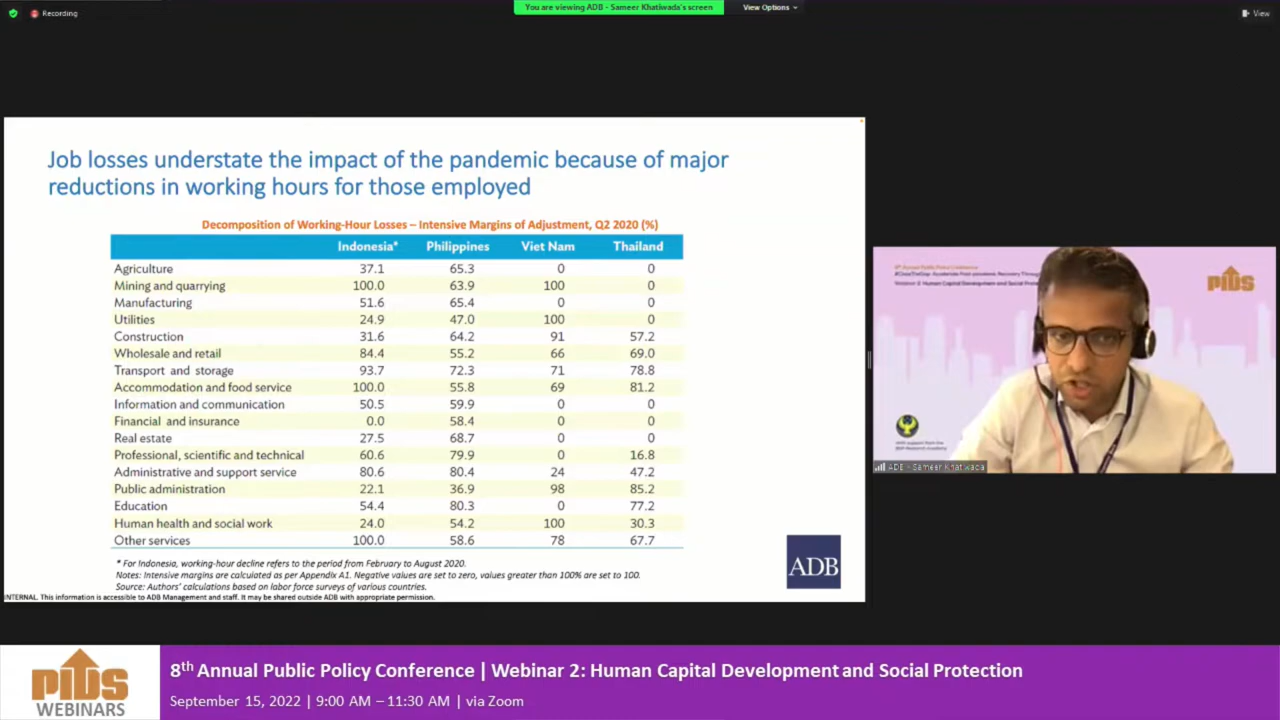 Recording
You are viewing ADB - Sameer Khatiwada's screen
View Options
View
Job losses understate the impact of the pandemic because of major
reductions in working hours for those employed
Decomposition of Working-Hour Losses – Intensive Margins of Adjustment, Q2 2020 (%)
Indonesia* Philippines Viet Nam Thailand
Agriculture 37.1 65.3 0 0
Mining and quarrying 100.0 63.9 100 0
Manufacturing 51.6 65.4 0 0
Utilities 24.9 47.0 100 0
Construction 31.6 64.2 91 57.2
Wholesale and retail 84.4 55.2 66 69.0
Transport and storage 93.7 72.3 71 78.8
Accommodation and food service 100.0 55.8 69 81.2
Information and communication 50.5 59.9 0 0
Financial and insurance 0.0 58.4 0 0
Real estate 27.5 68.7 0 0
Professional, scientific and technical 60.6 79.9 0 16.8
Administrative and support service 80.6 80.4 24 47.2
Public administration 22.1 36.9 98 85.2
Education 54.4 80.3 0 77.2
Human health and social work 24.0 54.2 100 30.3
Other services 100.0 58.6 78 67.7
* For Indonesia, working-hour decline refers to the period from February to August 2020.
Notes: Intensive margins are calculated as per Appendix A1. Negative values are set to zero, values greater than 100% are set to 100.
Source: Authors' calculations based on labor force surveys of various countries.
INTERNAL. This information is accessible to ADB Management and staff. It may be shared outside ADB with appropriate permission.
ADB
8th Annual Public Policy Conference
Webinar 2: Human Capital Development and Social
PIDS
ADB - Sameer Khatiwada
PIDS
WEBINARS
8th Annual Public Policy Conference | Webinar 2: Human Capital Development and Social Protection
September 15, 2022 | 9:00 AM – 11:30 AM | via Zoom